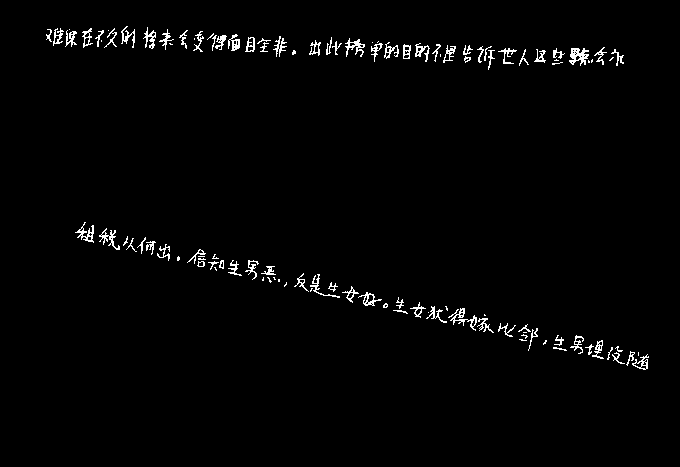 难保在不久的将来会变得面目全非。出此榜单的目的不是告诉世人这些点会永
租税从何出。信知生男恶,反是生女好。生女犹得嫁比邻,生男埋没随